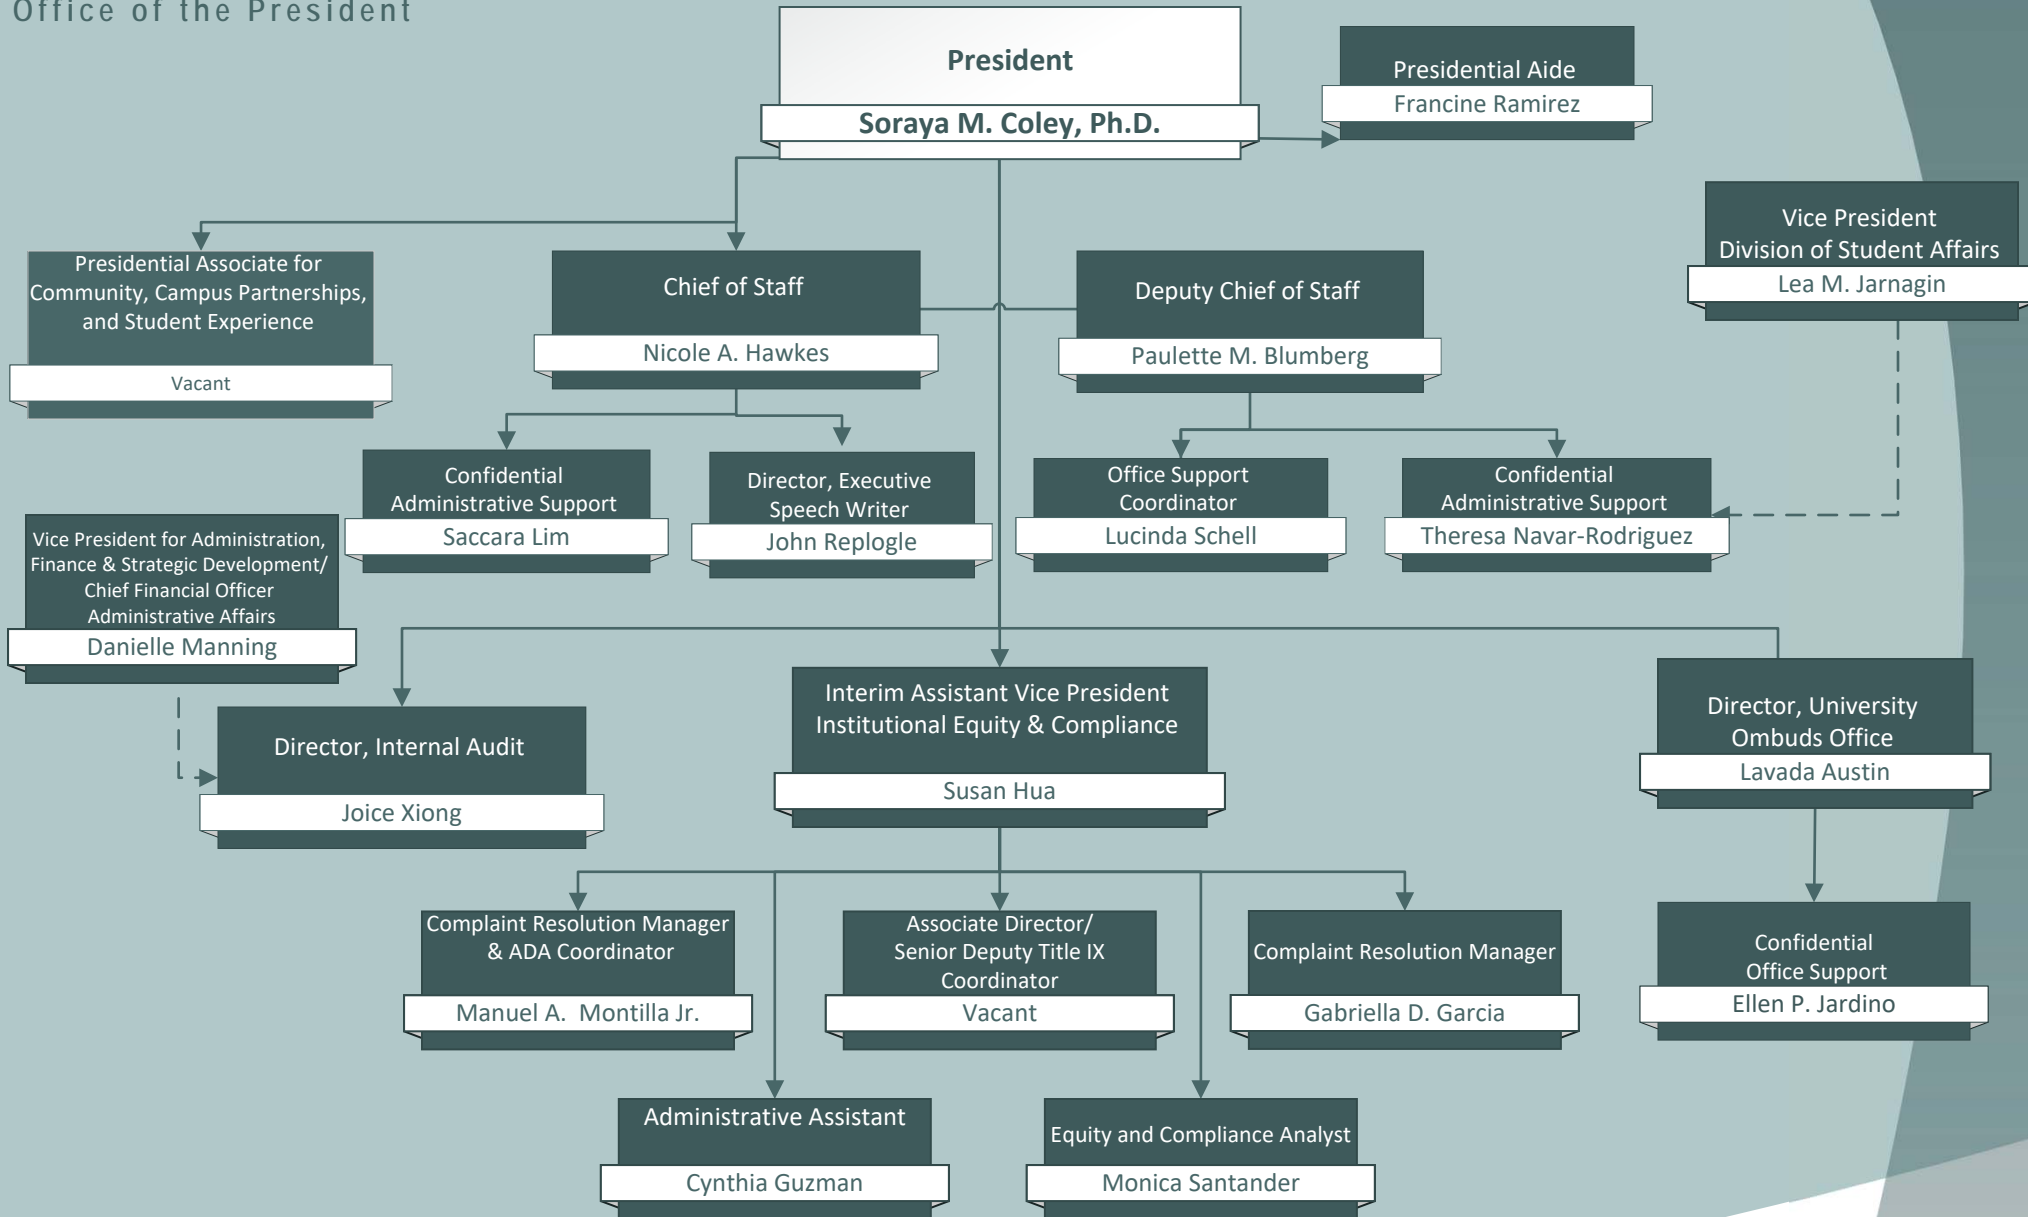 Office of the President
President
Soraya M. Coley, Ph.D.
Presidential Aide
Francine Ramirez
Vice President
Division of Student Affairs
Lea M. Jarnagin
Presidential Associate for
Community, Campus Partnerships,
and Student Experience
Vacant
Chief of Staff
Nicole A. Hawkes
Deputy Chief of Staff
Paulette M. Blumberg
Confidential
Administrative Support
Saccara Lim
Director, Executive
Speech Writer
John Replogle
Office Support
Coordinator
Lucinda Schell
Confidential
Administrative Support
Theresa Navar-Rodriguez
Vice President for Administration,
Finance & Strategic Development/
Chief Financial Officer
Administrative Affairs
Danielle Manning
Director, Internal Audit
Joice Xiong
Interim Assistant Vice President
Institutional Equity & Compliance
Susan Hua
Director, University
Ombuds Office
Lavada Austin
Complaint Resolution Manager
& ADA Coordinator
Manuel A. Montilla Jr.
Associate Director/
Senior Deputy Title IX
Coordinator
Vacant
Complaint Resolution Manager
Gabriella D. Garcia
Confidential
Office Support
Ellen P. Jardino
Administrative Assistant
Cynthia Guzman
Equity and Compliance Analyst
Monica Santander